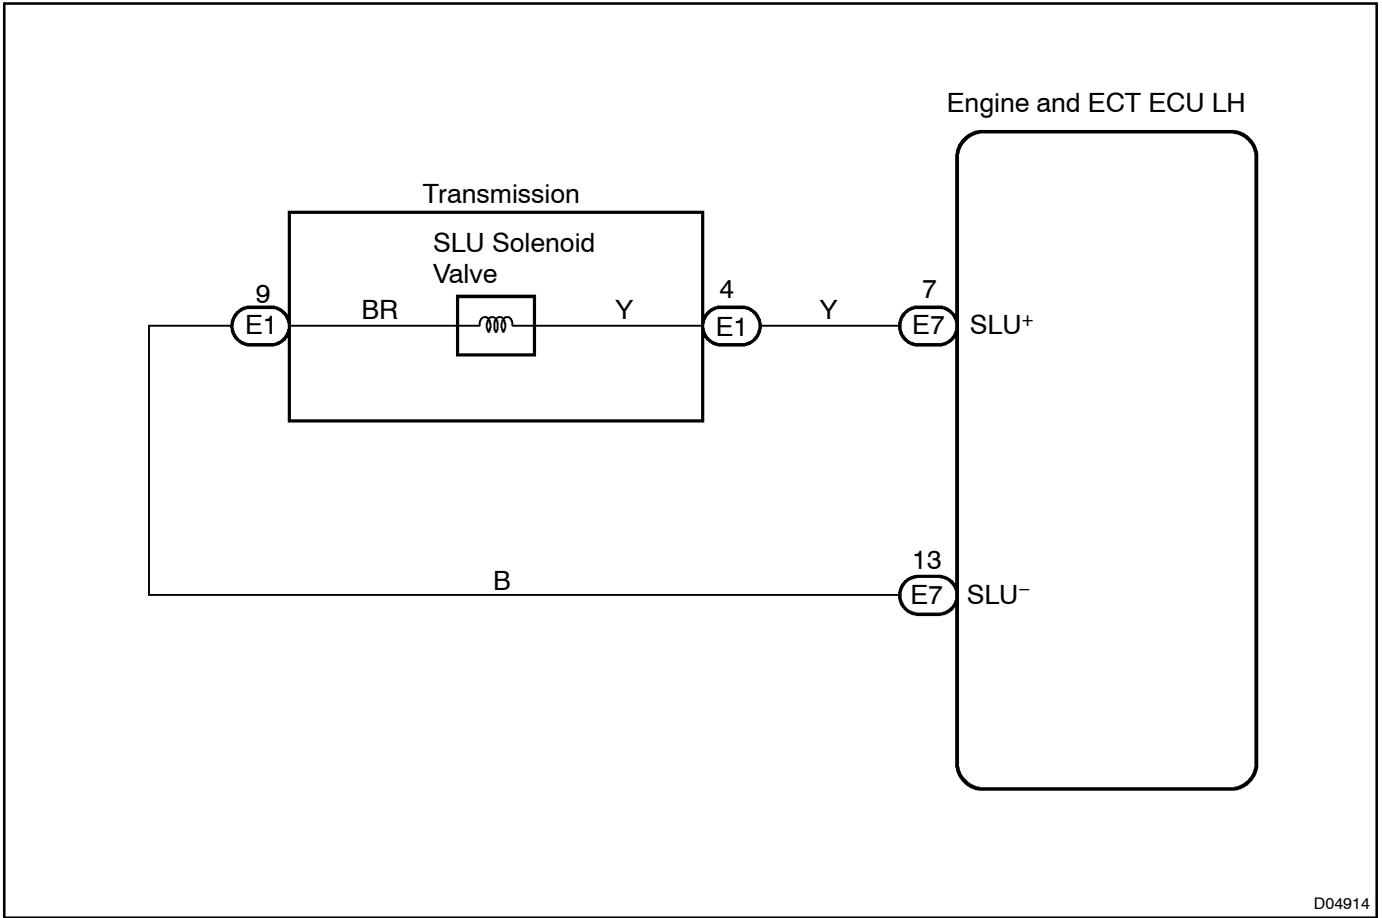 Engine and ECT ECU LH
Transmission
SLU Solenoid
Valve
9
E1
BR
Y
4
E1
Y
7
E7
SLU+
B
13
E7
SLU−
D04914